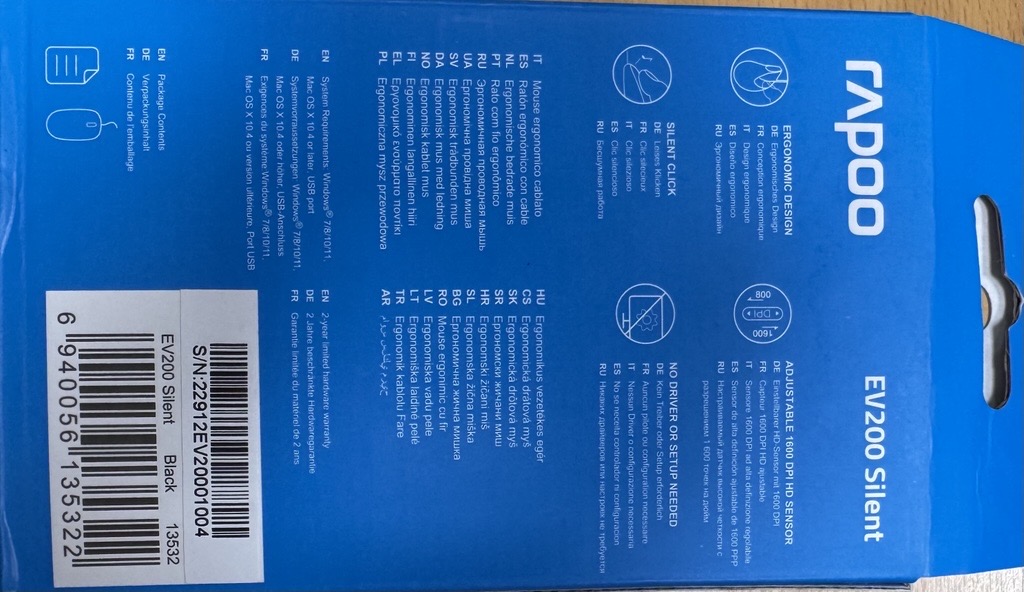 rapoo
EV200 Silent
ERGONOMIC DESIGN
DE Ergonomisches Design
FR Conception ergonomique
IT Design ergonomique
ES Diseño ergonomico
RU Эргономичный дизайн
800
DPI
1600
ADJUSTABLE 1600 DPI HD SENSOR
DE Einstellbarer HD-Sensor mit 1600 DPI
FR Capteur 1600 DPI HD ajustable
IT Sensore 1600 DPI ad alta definizione regolabile
ES Sensor de alta definición ajustable de 1600 PPP
RU Настраиваемый датчик высокой четкости с
разрешением 1 600 точек на дюйм
SILENT CLICK
DE Leises Klicken
FR Clic silecieux
IT Clic silezioso
ES Clic silencioso
RU Бесшумная работа
NO DRIVER OR SETUP NEEDED
DE Kein Treiber oder Setup erforderlich
FR Auncun pilote ou configuration necessaire
IT Nessun Driver o configurazone necessaria
ES No se necesita controlador ni configuracion
RU Никаких драйверов или настроек не требуется
IT Mouse ergonomico cablato
ES Ratón ergonómico con cable
NL Ergonomische bedrade muis
PT Rato com fio ergonômico
RU Эргономичная проводная мышь
UA Ергономічна провідна миша
SV Ergonomisk trådbunden mus
DA Ergonomisk mus med ledning
NO Ergonomisk kablet mus
FI Ergonominen langallinen hiiri
EL Εργονομικό ενσύρματο ποντίκι
PL Ergonomiczna mysz przewodowa
HU Ergonomikus vezetékes egér
CS Ergonomická drátová myš
SK Ergonomická drôtová myš
SR Ергономски жичани миш
HR Ergonomski žičani miš
SL Ergonomska žična miška
BG Ергономична жична мишка
RO Mouse ergonimic cu fir
LV Ergonomiska vadu pele
LT Ergonomiška laidinė pelė
TR Ergonomik kablolu Fare
AR
EN System Requirements: Windows® 7/8/10/11.
Mac OS X 10.4 or later, USB port
DE Systemvoraussetzungen: Windows® 7/8/10/11.
Mac OS X 10.4 oder höher, USB-Anschluss
FR Exigences du système:Windows® 7/8/10/11.
Mac OS X 10.4 ou version ultérieure, Port USB
EN 2-year limited hardware warranty
DE 2 Jahre beschränkte Hardwaregarantie
FR Garantie limitée du matériel de 2 ans
EN Package Contents
DE Verpackungsinhalt
FR Contenu de l'emballage
S/N:22912EV20001004
EV200 Silent Black 13532
6 940056 135322